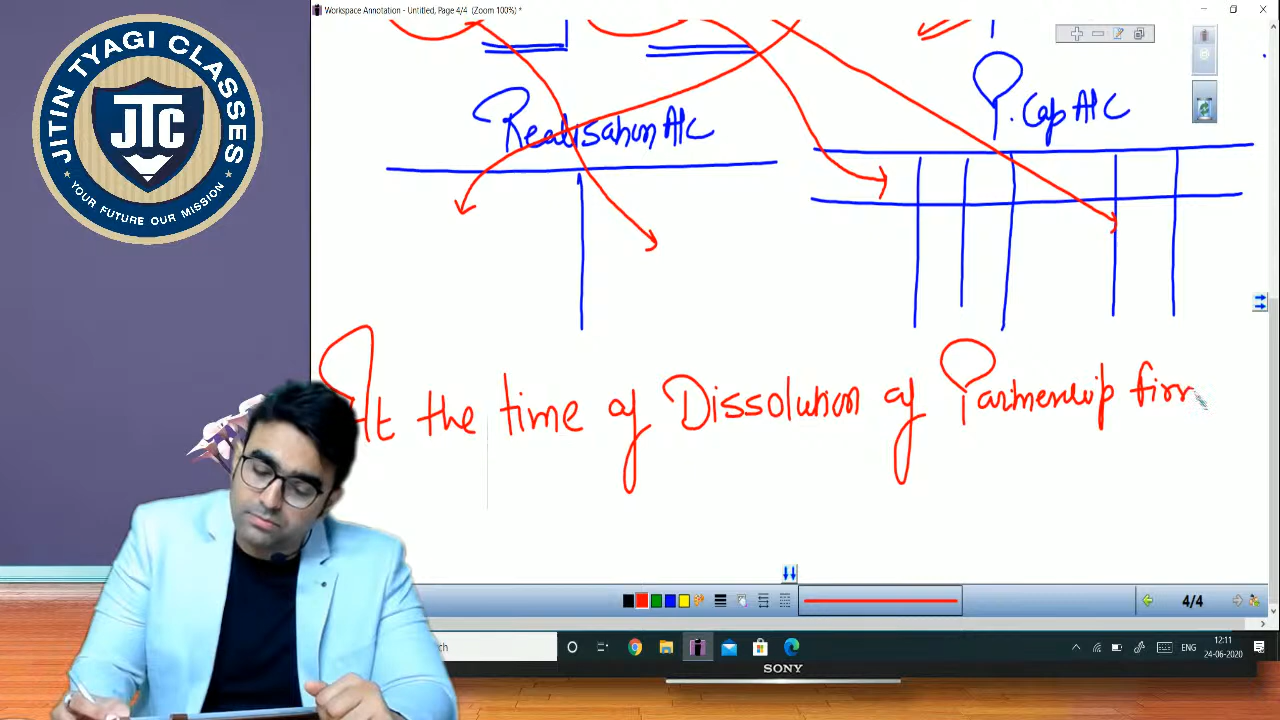 Workspace Annotation - Untitled, Page 4/4 (Zoom 100%) *
JITIN TYAGI CLASSES
JTC
YOUR FUTURE OUR MISSION
Realisation A/C
P. Cap A/C
At the time of Dissolution of Partnership firm
4/4
ch
ENG
12:11
24-06-2020
SONY